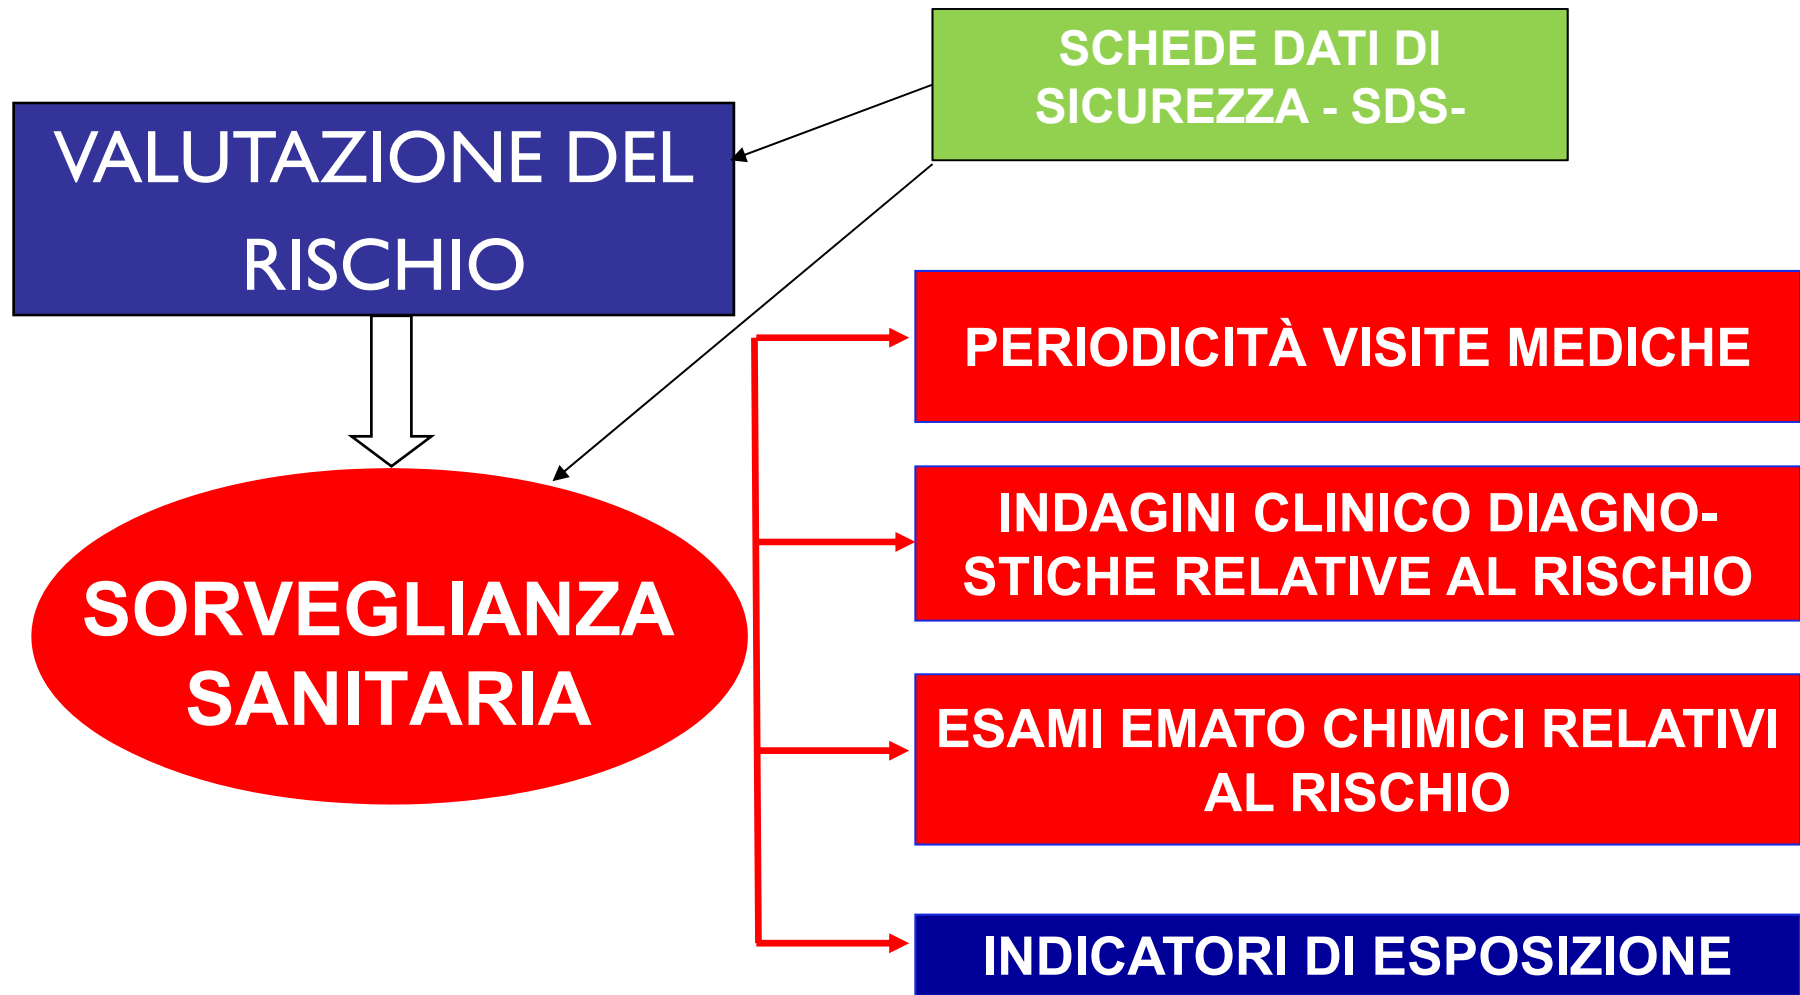 SCHEDE DATI DI
SICUREZZA - SDS-
VALUTAZIONE DEL
RISCHIO
PERIODICITÀ VISITE MEDICHE
INDAGINI CLINICO DIAGNO-
STICHE RELATIVE AL RISCHIO
SORVEGLIANZA
SANITARIA
ESAMI EMATO CHIMICI RELATIVI
AL RISCHIO
INDICATORI DI ESPOSIZIONE